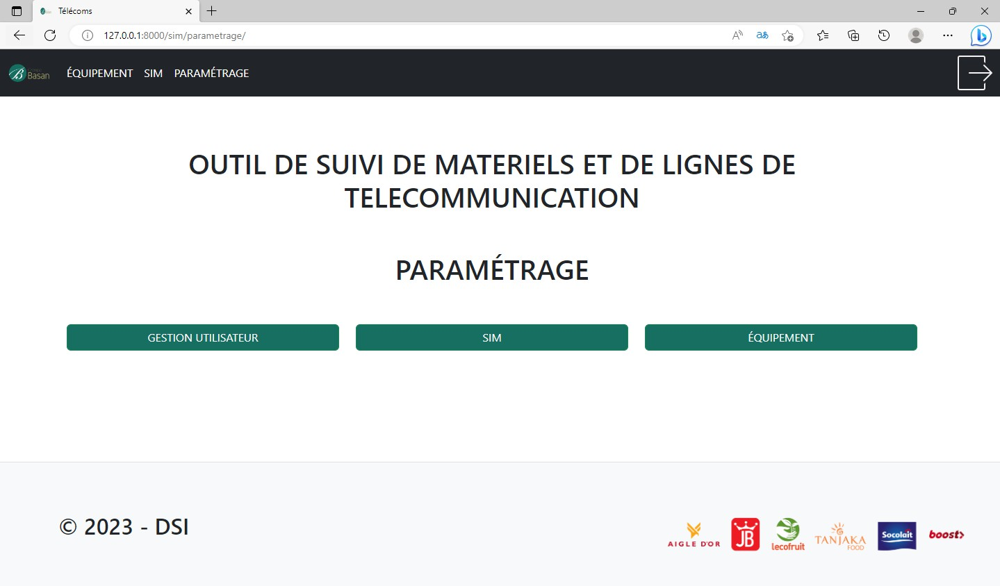 Télécoms
127.0.0.1:8000/sim/parametrage/
Basan
ÉQUIPEMENT SIM PARAMÉTRAGE
OUTIL DE SUIVI DE MATERIELS ET DE LIGNES DE
TELECOMMUNICATION
PARAMÉTRAGE
GESTION UTILISATEUR SIM ÉQUIPEMENT
© 2023 - DSI
AIGLE D'OR
JB
lecofruit
TANJAKA
FOOD
Socolait
boost